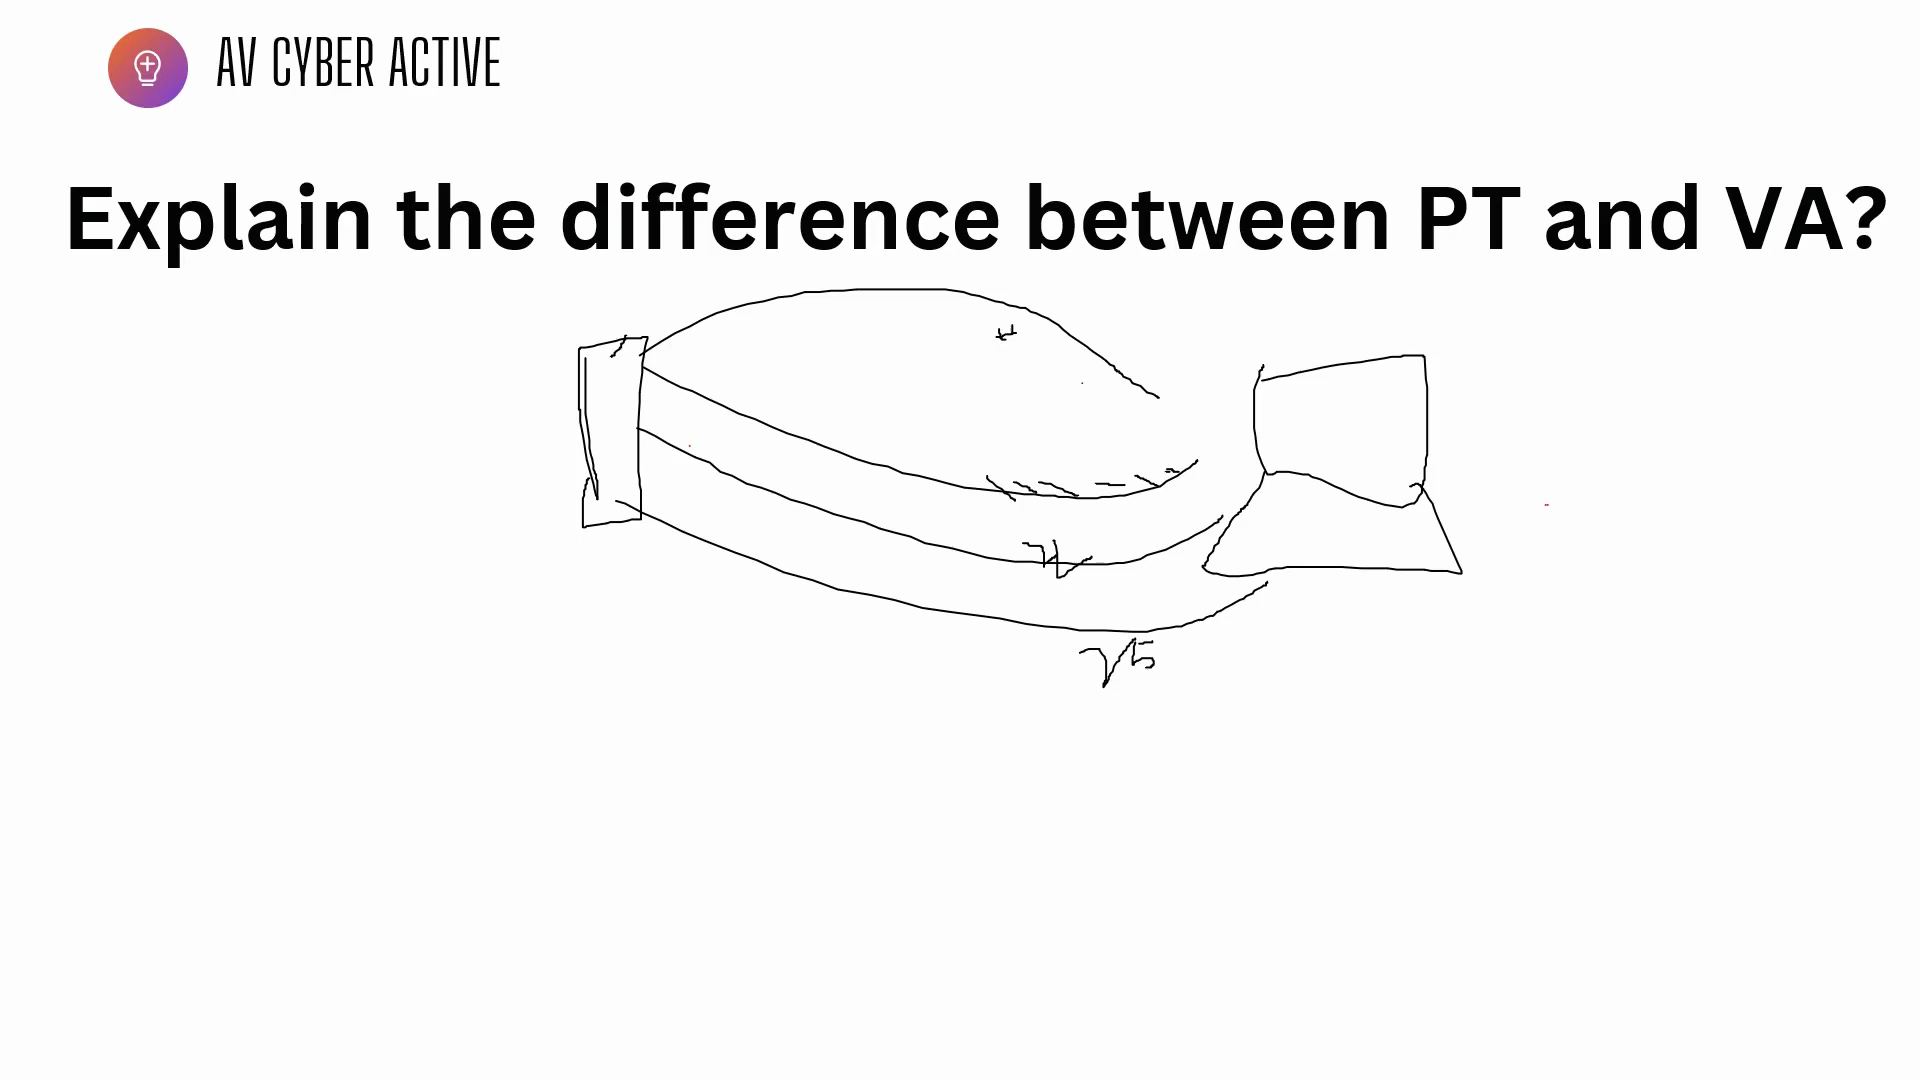 AV CYBER ACTIVE
Explain the difference between PT and VA?